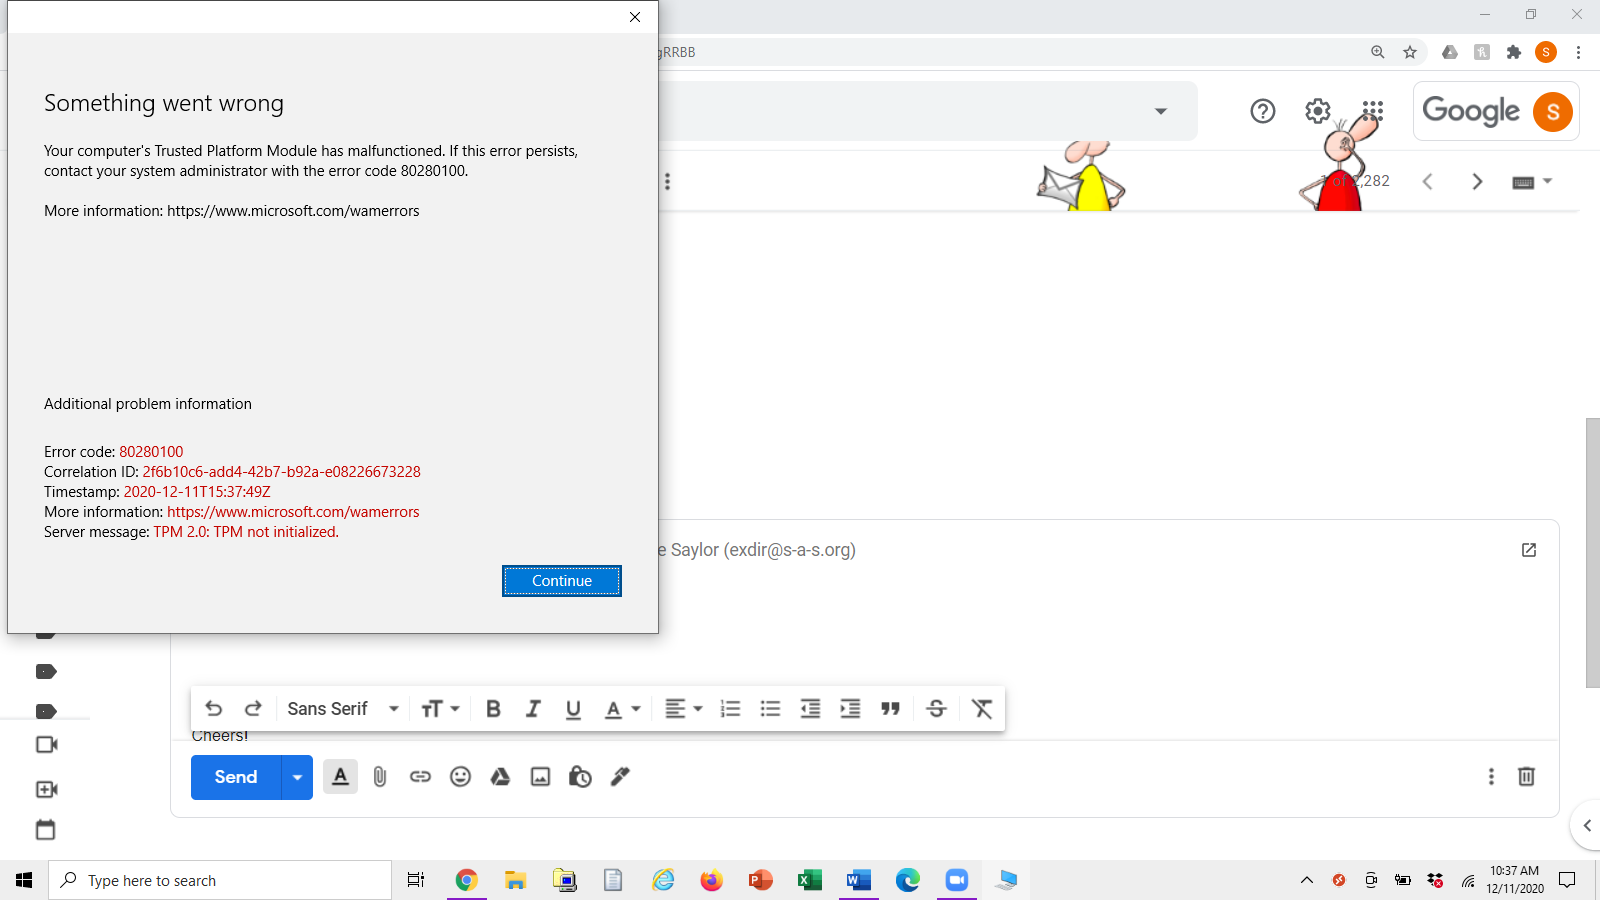 gRRBB
S
Something went wrong
Your computer's Trusted Platform Module has malfunctioned. If this error persists,
contact your system administrator with the error code 80280100.
More information: https://www.microsoft.com/wamerrors
Google S
1 of 2,282
Additional problem information
Error code: 80280100
Correlation ID: 2f6b10c6-add4-42b7-b92a-e08226673228
Timestamp: 2020-12-11T15:37:49Z
More information: https://www.microsoft.com/wamerrors
Server message: TPM 2.0: TPM not initialized.
e Saylor (exdir@s-a-s.org)
Continue
Sans Serif
Cheers!
Send
Type here to search
10:37 AM
12/11/2020